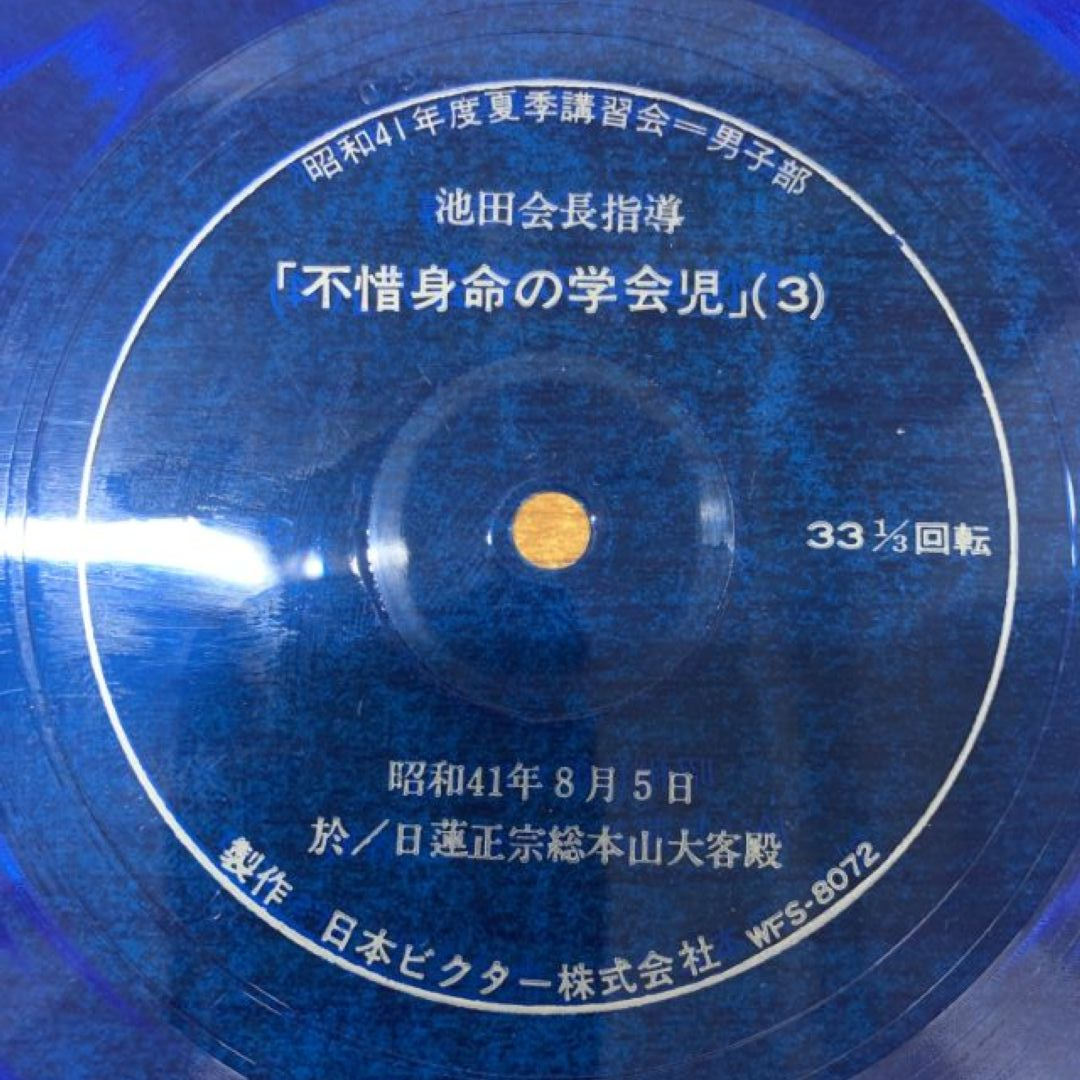 昭和41年度夏季講習会=男子部
池田会長指導
「不惜身命の学会児」(3)
33 1/3回転
昭和41年8月5日
於／日蓮正宗総本山大客殿
製作 日本ビクター株式会社 WFS-8072